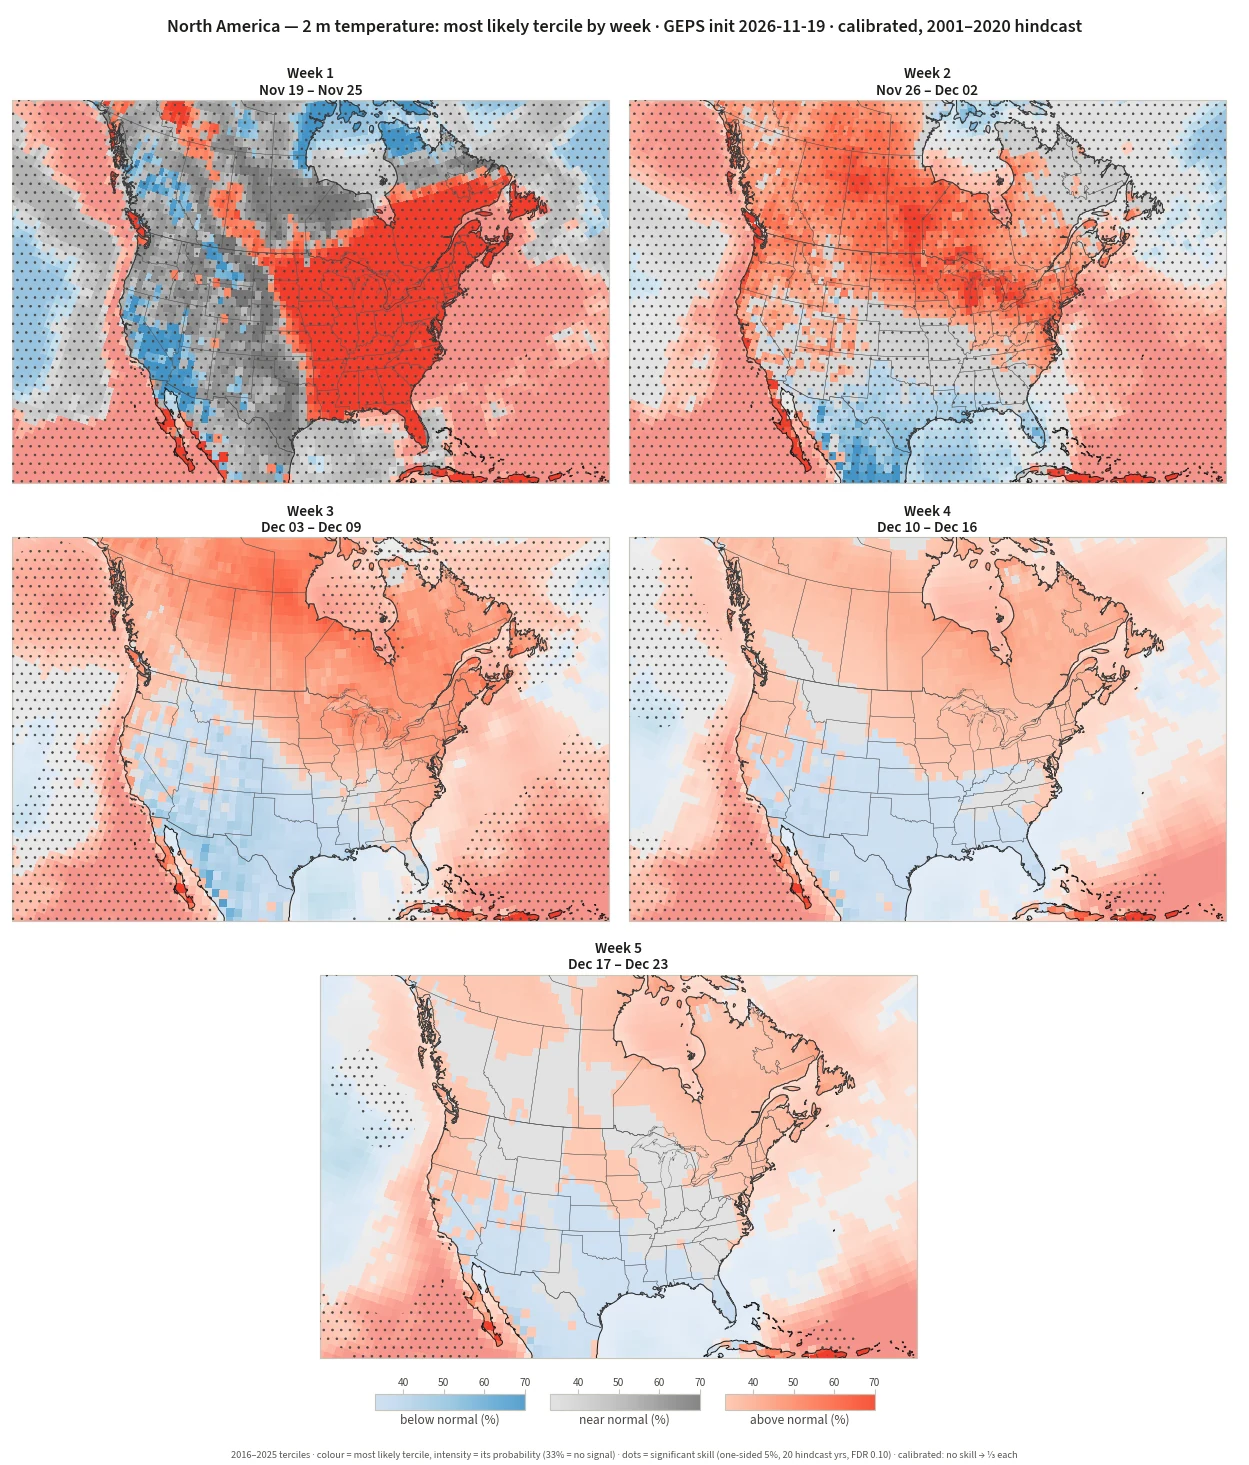 North America — 2 m temperature: most likely tercile by week · GEPS init 2026-11-19 · calibrated, 2001–2020 hindcast
Week 1
Nov 19 – Nov 25
Week 2
Nov 26 – Dec 02
Week 3
Dec 03 – Dec 09
Week 4
Dec 10 – Dec 16
Week 5
Dec 17 – Dec 23
40 50 60 70
40 50 60 70
40 50 60 70
below normal (%)
near normal (%)
above normal (%)
2016–2025 terciles · colour = most likely tercile, intensity = its probability (33% = no signal) · dots = significant skill (one-sided 5%, 20 hindcast yrs, FDR 0.10) · calibrated: no skill → ⅓ each